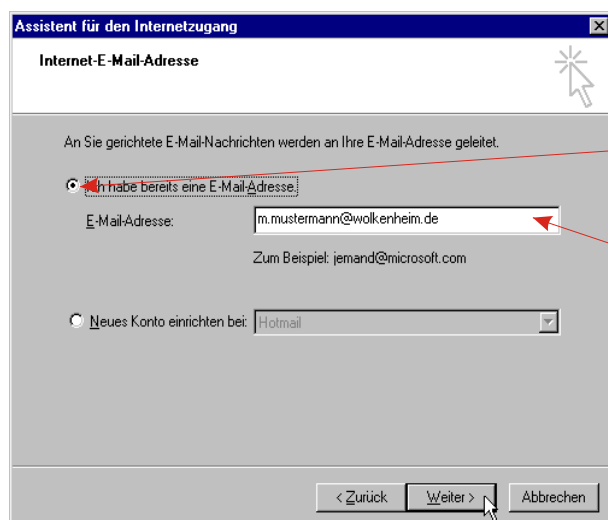 Assistent für den Internetzugang
Internet-E-Mail-Adresse
An Sie gerichtete E-Mail-Nachrichten werden an Ihre E-Mail-Adresse geleitet.
Ich habe bereits eine E-Mail-Adresse.
E-Mail-Adresse: m.mustermann@wolkenheim.de
Zum Beispiel: jemand@microsoft.com
Neues Konto einrichten bei: Hotmail
< Zurück Weiter > Abbrechen